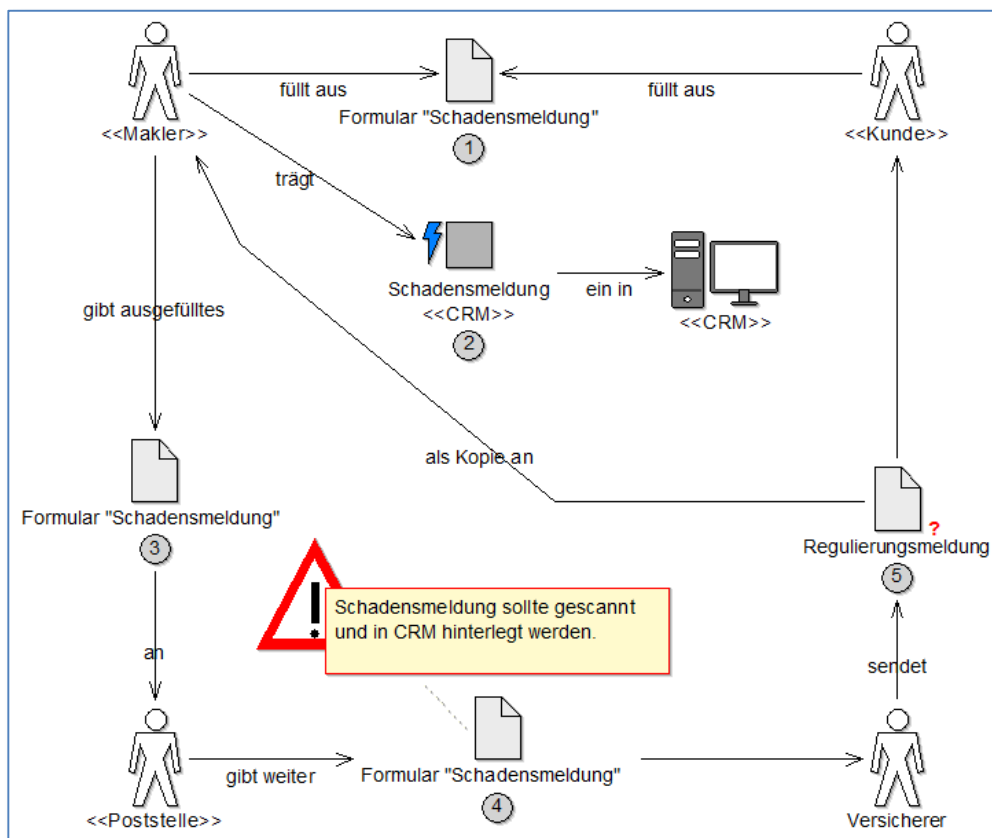 füllt aus
füllt aus
Formular "Schadensmeldung"
1
<<Makler>>
<<Kunde>>
trägt
Schadensmeldung
<<CRM>>
2
ein in
<<CRM>>
gibt ausgefülltes
als Kopie an
Formular "Schadensmeldung"
3
?
Regulierungsmeldung
5
!
Schadensmeldung sollte gescannt
und in CRM hinterlegt werden.
an
sendet
gibt weiter
Formular "Schadensmeldung"
4
<<Poststelle>>
Versicherer